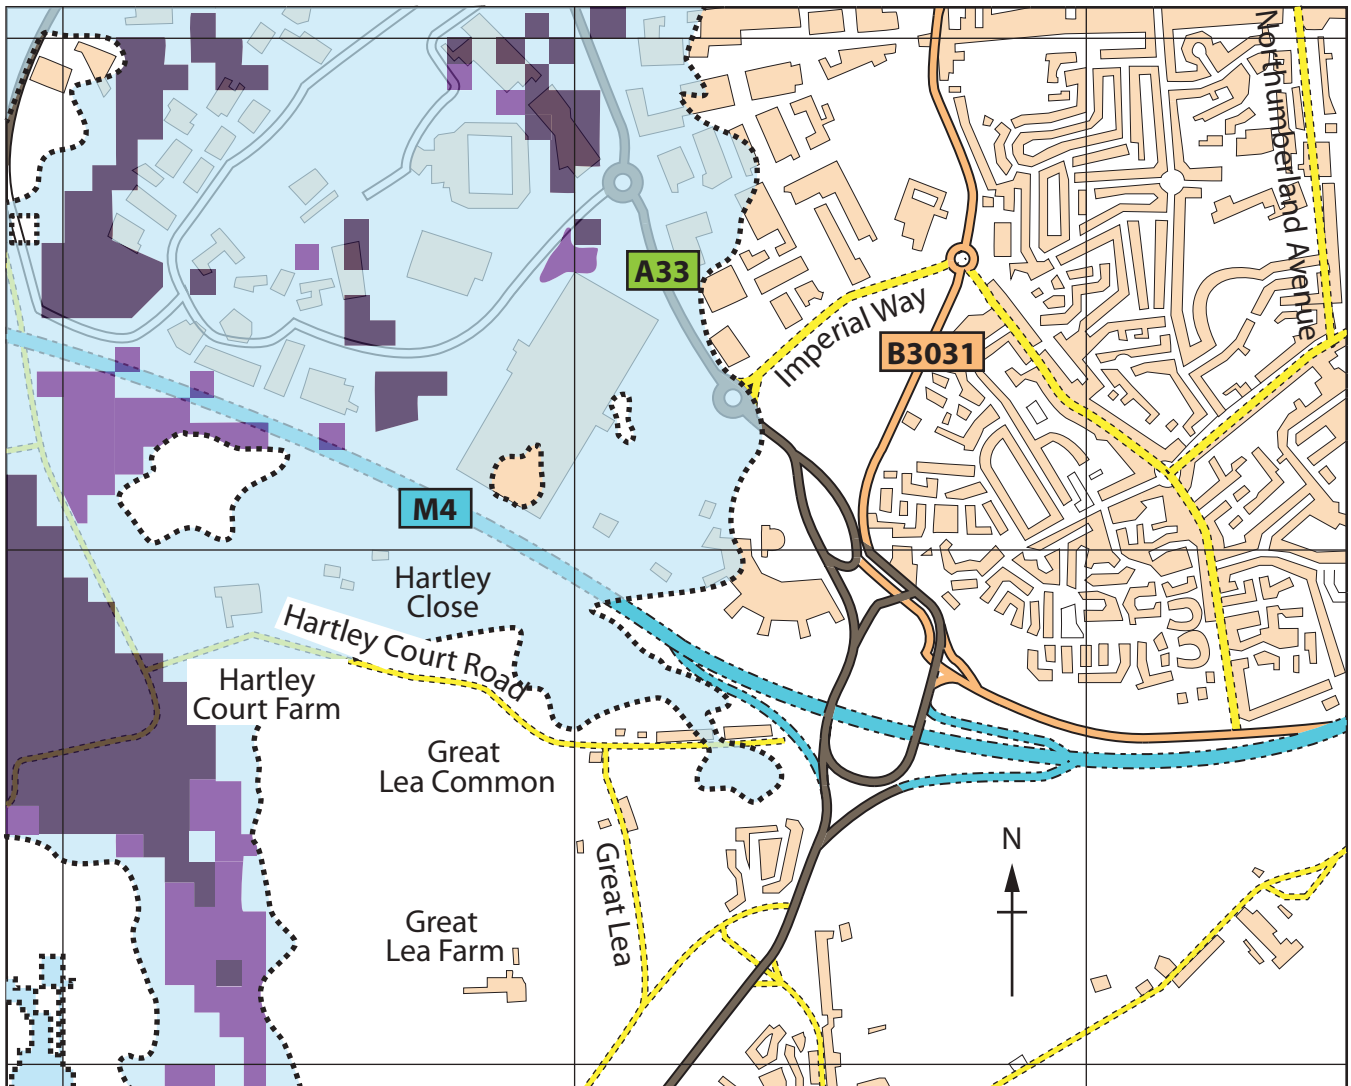 Northumberland Avenue
A33
Imperial Way
B3031
M4
Hartley
Close
Hartley Court Road
Hartley
Court Farm
Great
Lea Common
N
Great Lea
Great
Lea Farm